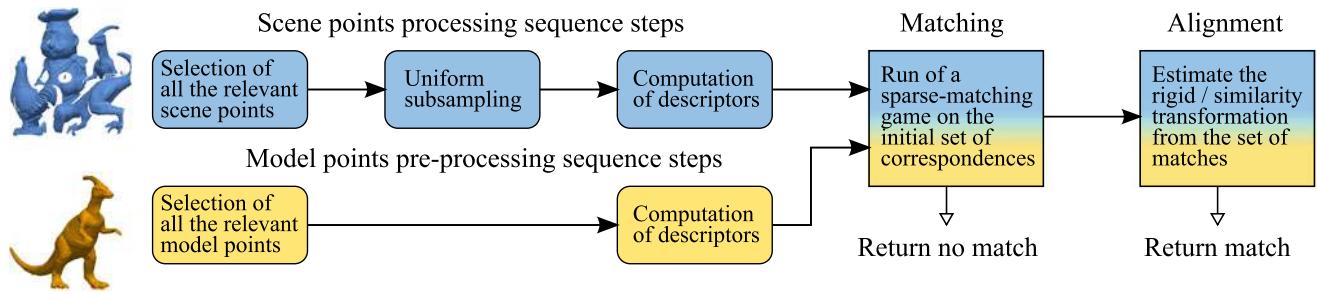 Scene points processing sequence steps
Matching
Alignment
Selection of
all the relevant
scene points
Uniform
subsampling
Computation
of descriptors
Run of a
sparse-matching
game on the
initial set of
correspondences
Estimate the
rigid / similarity
transformation
from the set of
matches
Model points pre-processing sequence steps
Selection of
all the relevant
model points
Computation
of descriptors
Return no match
Return match